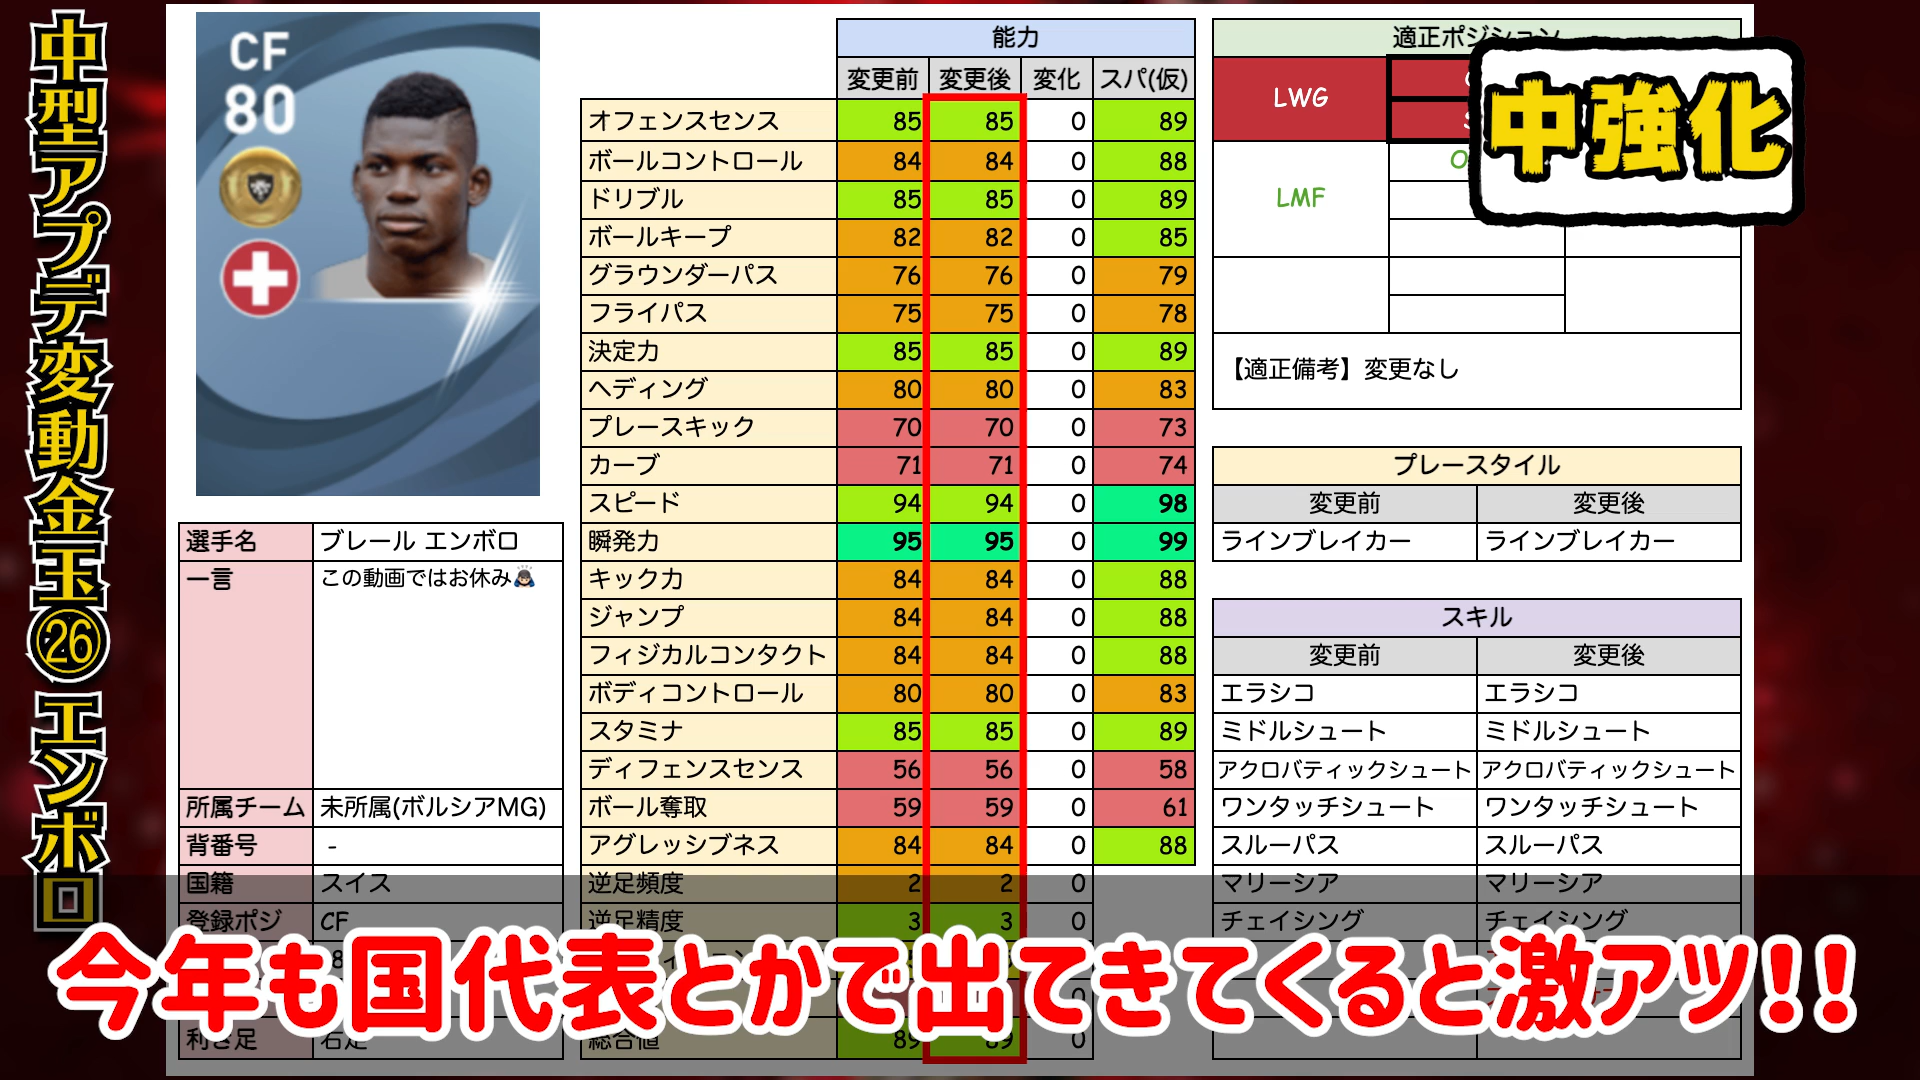 中型アプデ変動金玉㉖ エンボロ
CF
80
選手名 ブレール エンボロ
一言 この動画ではお休み🙇🏻‍♀️
所属チーム 未所属(ボルシアMG)
背番号 -
国籍 スイス
登録ポジ CF
利き足 右足
能力
変更前 変更後 変化 スパ(仮)
オフェンスセンス 85 85 0 89
ボールコントロール 84 84 0 88
ドリブル 85 85 0 89
ボールキープ 82 82 0 85
グラウンダーパス 76 76 0 79
フライパス 75 75 0 78
決定力 85 85 0 89
ヘディング 80 80 0 83
プレースキック 70 70 0 73
カーブ 71 71 0 74
スピード 94 94 0 98
瞬発力 95 95 0 99
キック力 84 84 0 88
ジャンプ 84 84 0 88
フィジカルコンタクト 84 84 0 88
ボディコントロール 80 80 0 83
スタミナ 85 85 0 89
ディフェンスセンス 56 56 0 58
ボール奪取 59 59 0 61
アグレッシブネス 84 84 0 88
逆足頻度 2 2 0
逆足精度 3 3 0
総合値 89 89 0
適正ポジション
中強化
LWG
LMF
【適正備考】変更なし
プレースタイル
変更前 変更後
ラインブレイカー ラインブレイカー
スキル
変更前 変更後
エラシコ エラシコ
ミドルシュート ミドルシュート
アクロバティックシュート アクロバティックシュート
ワンタッチシュート ワンタッチシュート
スルーパス スルーパス
マリーシア マリーシア
チェイシング チェイシング
今年も国代表とかで出てきてくると激アツ!!